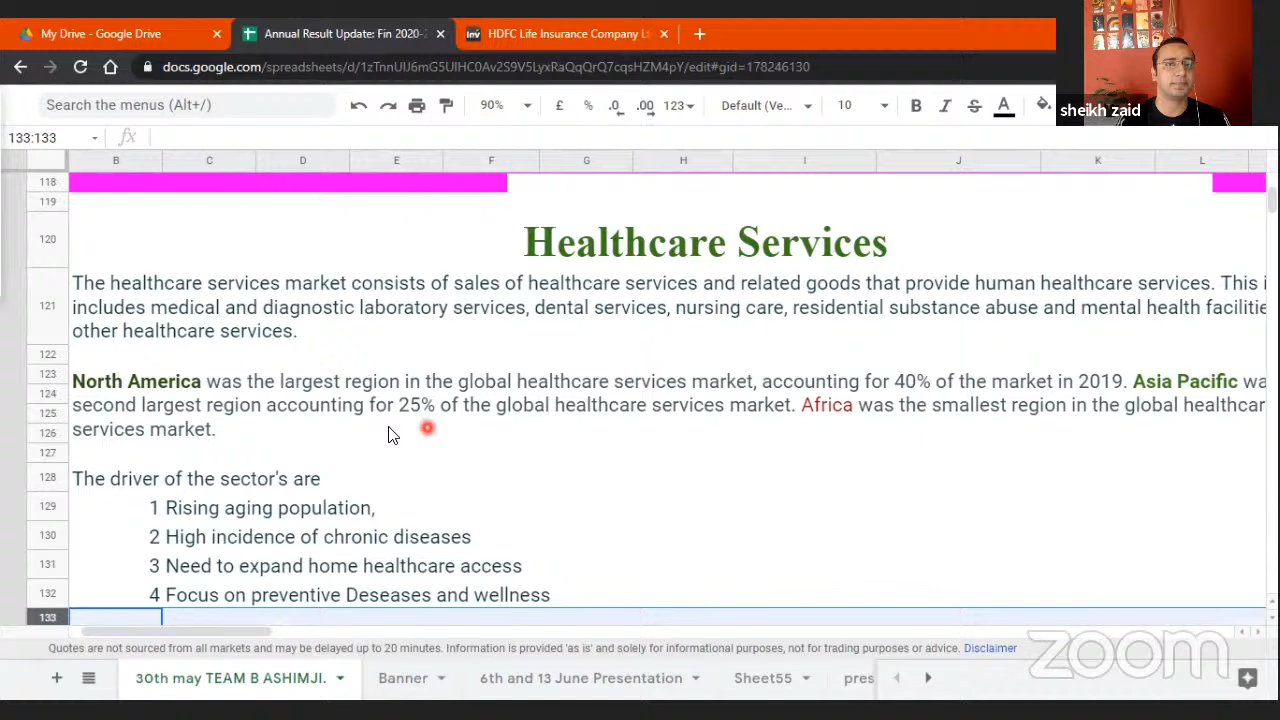 My Drive - Google Drive
Annual Result Update: Fin 2020-
Inv HDFC Life Insurance Company L
docs.google.com/spreadsheets/d/1zTnnUlJ6mG5UlHC0Av2S9V5LyxRaQqQrQ7cqsHZM4pY/edit#gid=178246130
sheikh zaid
Search the menus (Alt+/)
90% £ % .0 .00 123 Default (Ve... 10 B I S A
133:133 fx
B C D E F G H I J K L
118
119
120 Healthcare Services
The healthcare services market consists of sales of healthcare services and related goods that provide human healthcare services. This i
121 includes medical and diagnostic laboratory services, dental services, nursing care, residential substance abuse and mental health facilitie
other healthcare services.
122
123 North America was the largest region in the global healthcare services market, accounting for 40% of the market in 2019. Asia Pacific wa
124 second largest region accounting for 25% of the global healthcare services market. Africa was the smallest region in the global healthcar
125
126 services market.
127
128 The driver of the sector's are
129 1 Rising aging population,
130 2 High incidence of chronic diseases
131 3 Need to expand home healthcare access
132 4 Focus on preventive Deseases and wellness
133
Quotes are not sourced from all markets and may be delayed up to 20 minutes. Information is provided 'as is' and solely for informational purposes, not for trading purposes or advice. Disclaimer
zoom
30th may TEAM B ASHIMJI. Banner 6th and 13 June Presentation Sheet55 pres